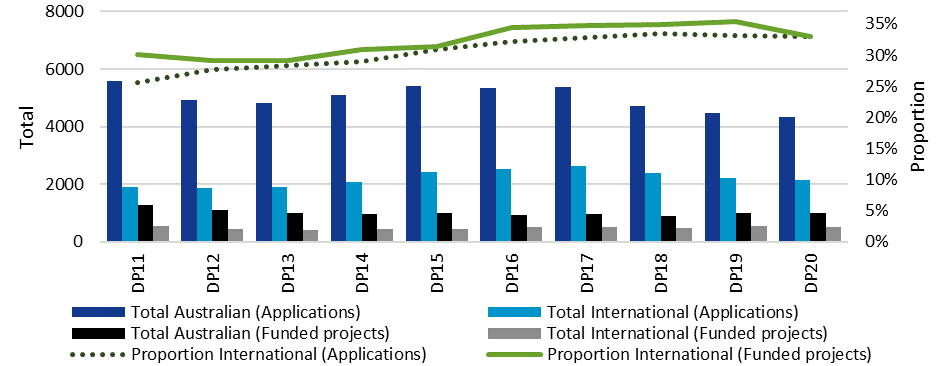 8000
6000
4000
2000
0
Total
35%
30%
25%
20%
15%
10%
5%
0%
Proportion
DP11
DP12
DP13
DP14
DP15
DP16
DP17
DP18
DP19
DP20
Total Australian (Applications)
Total International (Applications)
Total Australian (Funded projects)
Total International (Funded projects)
Proportion International (Applications)
Proportion International (Funded projects)